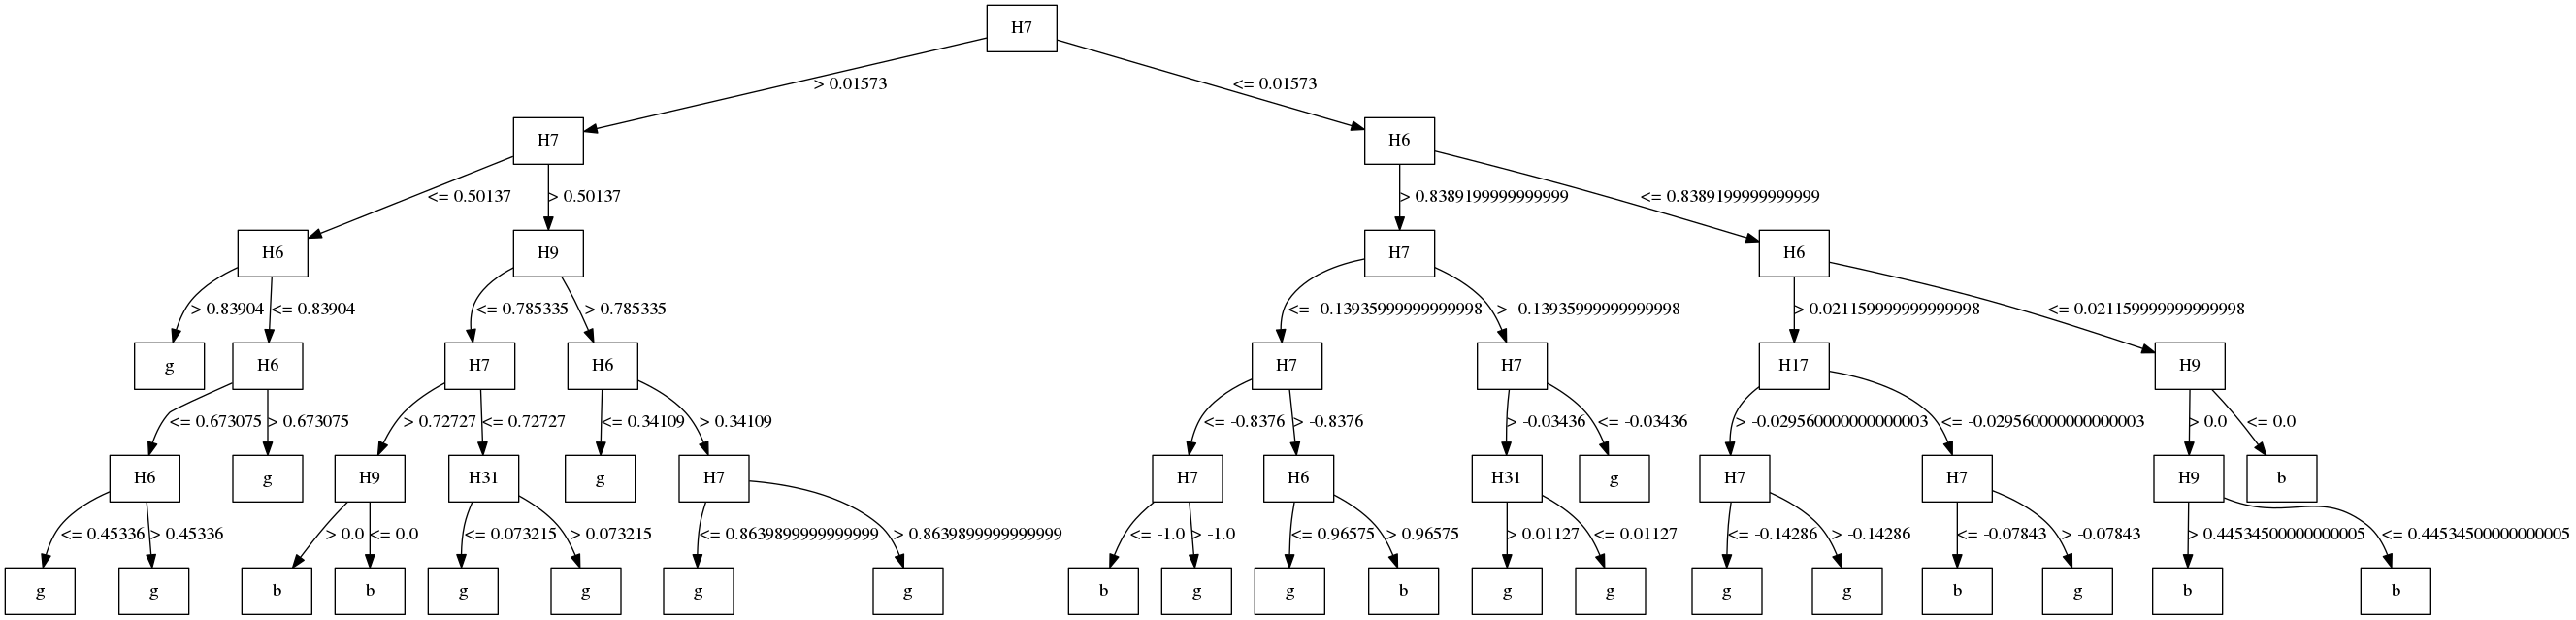 H7
> 0.01573 <= 0.01573
H7 H6
<= 0.50137 > 0.50137 > 0.8389199999999999 <= 0.8389199999999999
H6 H9 H7 H6
> 0.83904 <= 0.83904 <= 0.785335 > 0.785335 <= -0.13935999999999998 > -0.13935999999999998 > 0.021159999999999998 <= 0.021159999999999998
g H6 H7 H6 H7 H7 H17 H9
<= 0.673075 > 0.673075 > 0.72727 <= 0.72727 <= 0.34109 > 0.34109 <= -0.8376 > -0.8376 > -0.03436 <= -0.03436 > -0.029560000000000003 <= -0.029560000000000003 > 0.0 <= 0.0
H6 g H9 H31 g H7 H7 H6 H31 g H7 H7 H9 b
<= 0.45336 > 0.45336 > 0.0 <= 0.0 <= 0.073215 > 0.073215 <= 0.8639899999999999 > 0.8639899999999999 <= -1.0 > -1.0 <= 0.96575 > 0.96575 > 0.01127 <= 0.01127 <= -0.14286 > -0.14286 <= -0.07843 > -0.07843 > 0.44534500000000005 <= 0.44534500000000005
g g b b g g g g b g g b g g g g b g b b